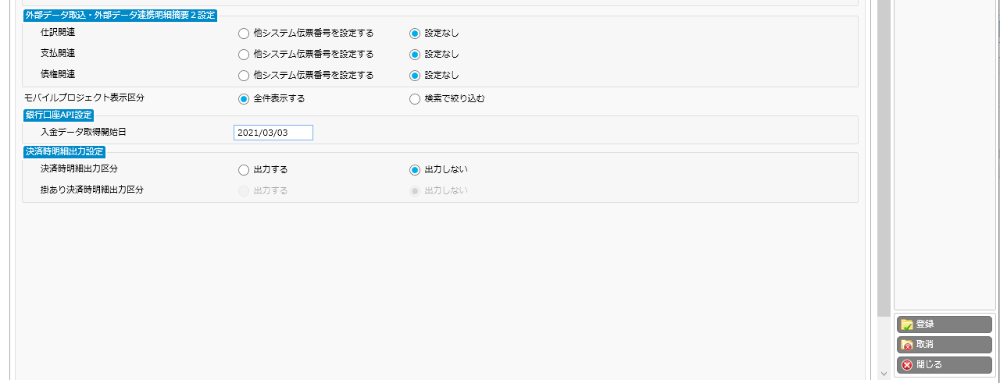 外部データ取込・外部データ連携明細摘要２設定
仕訳関連 他システム伝票番号を設定する 設定なし
支払関連 他システム伝票番号を設定する 設定なし
債権関連 他システム伝票番号を設定する 設定なし
モバイルプロジェクト表示区分 全件表示する 検索で絞り込む
銀行口座API設定
入金データ取得開始日 2021/03/03
決済時明細出力設定
決済時明細出力区分 出力する 出力しない
掛あり決済時明細出力区分 出力する 出力しない
登録
取消
閉じる